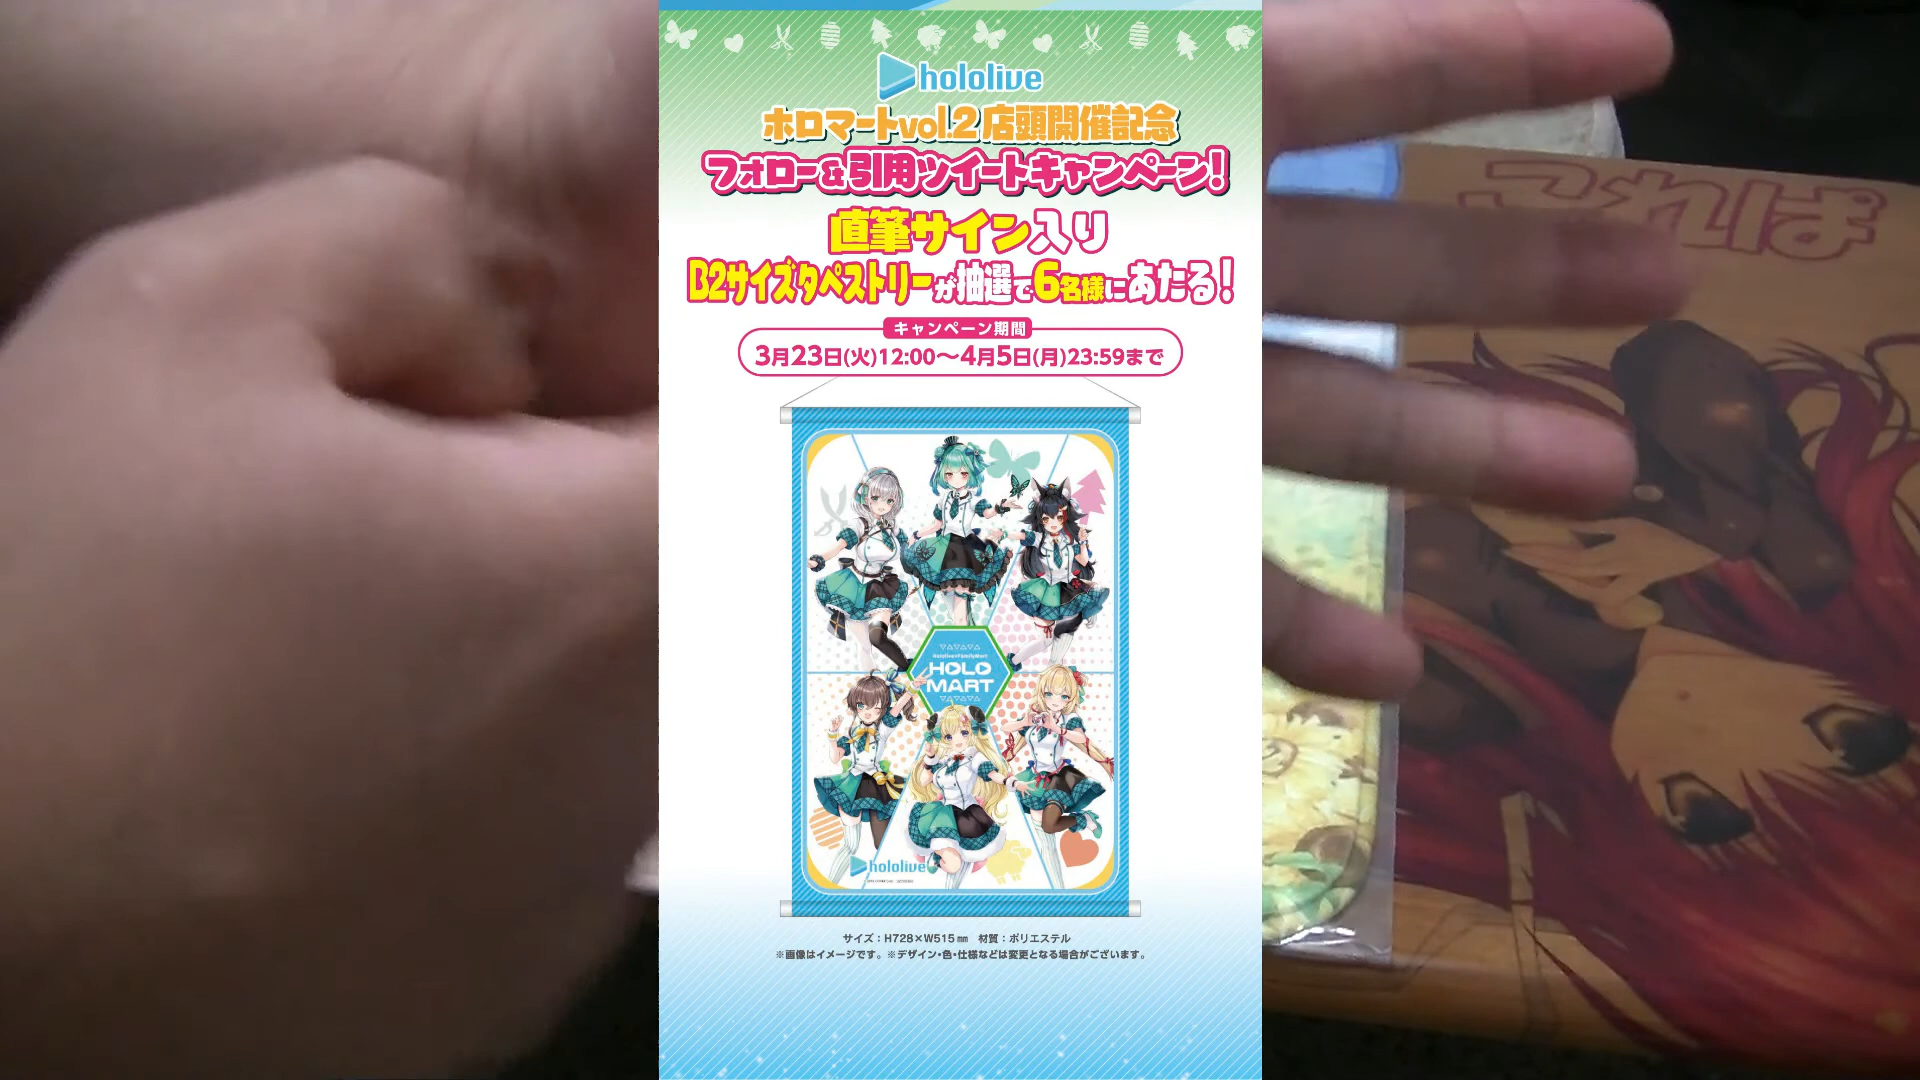 hololive
ホロマートvol.2 店頭開催記念
フォロー&引用ツイートキャンペーン!
直筆サイン入り
B2サイズタペストリーが抽選で6名様にあたる!
キャンペーン期間
3月23日(火)12:00〜4月5日(月)23:59まで
hololive×FamilyMart
HOLO
MART
hololive
サイズ:H728×W515㎜ 材質:ポリエステル
※画像はイメージです。※デザイン・色・仕様などは変更となる場合がございます。
これは